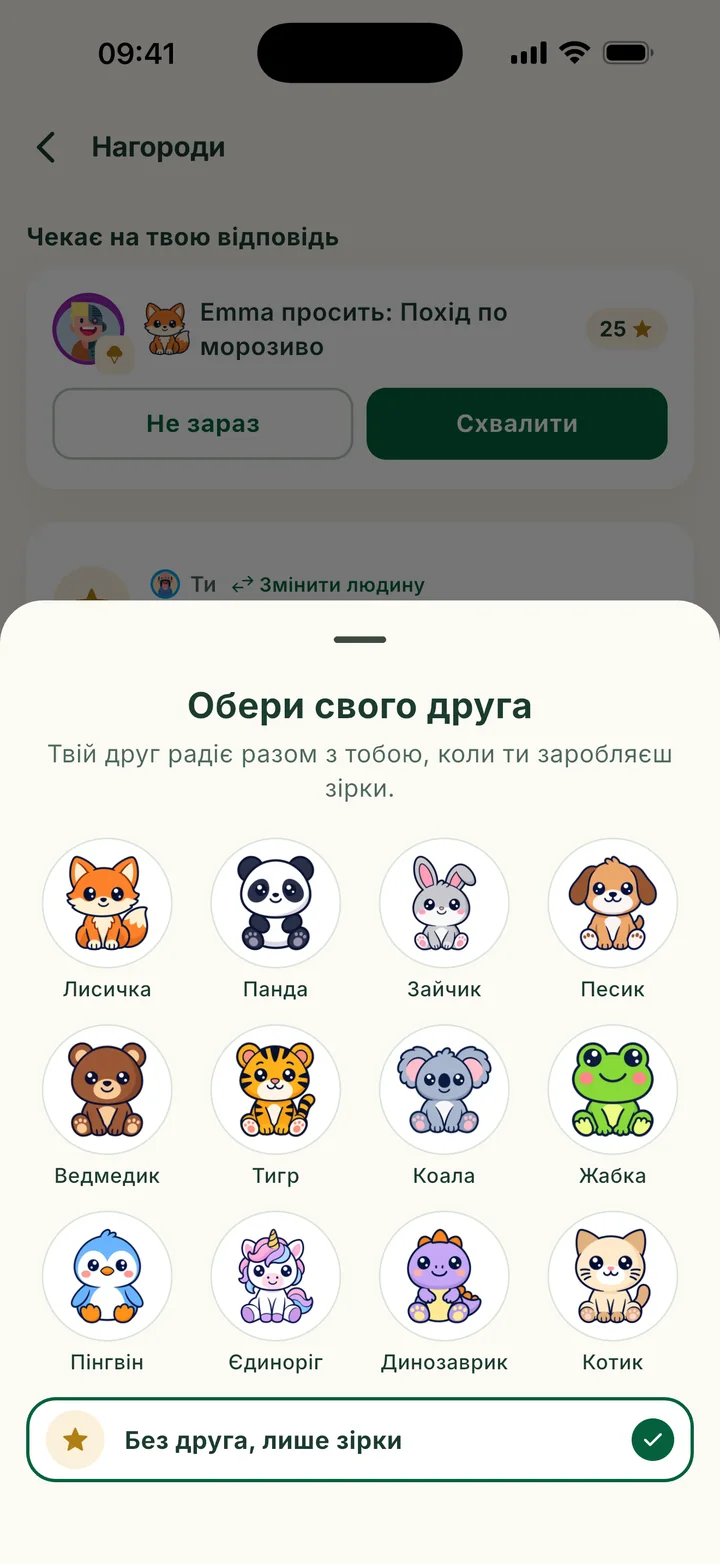 09:41
Нагороди
Чекає на твою відповідь
Emma просить: Похід по
морозиво
25
Не зараз
Схвалити
Ти
Змінити людину
Обери свого друга
Твій друг радіє разом з тобою, коли ти заробляєш
зірки.
Лисичка
Панда
Зайчик
Песик
Ведмедик
Тигр
Коала
Жабка
Пінгвін
Єдиноріг
Динозаврик
Котик
Без друга, лише зірки